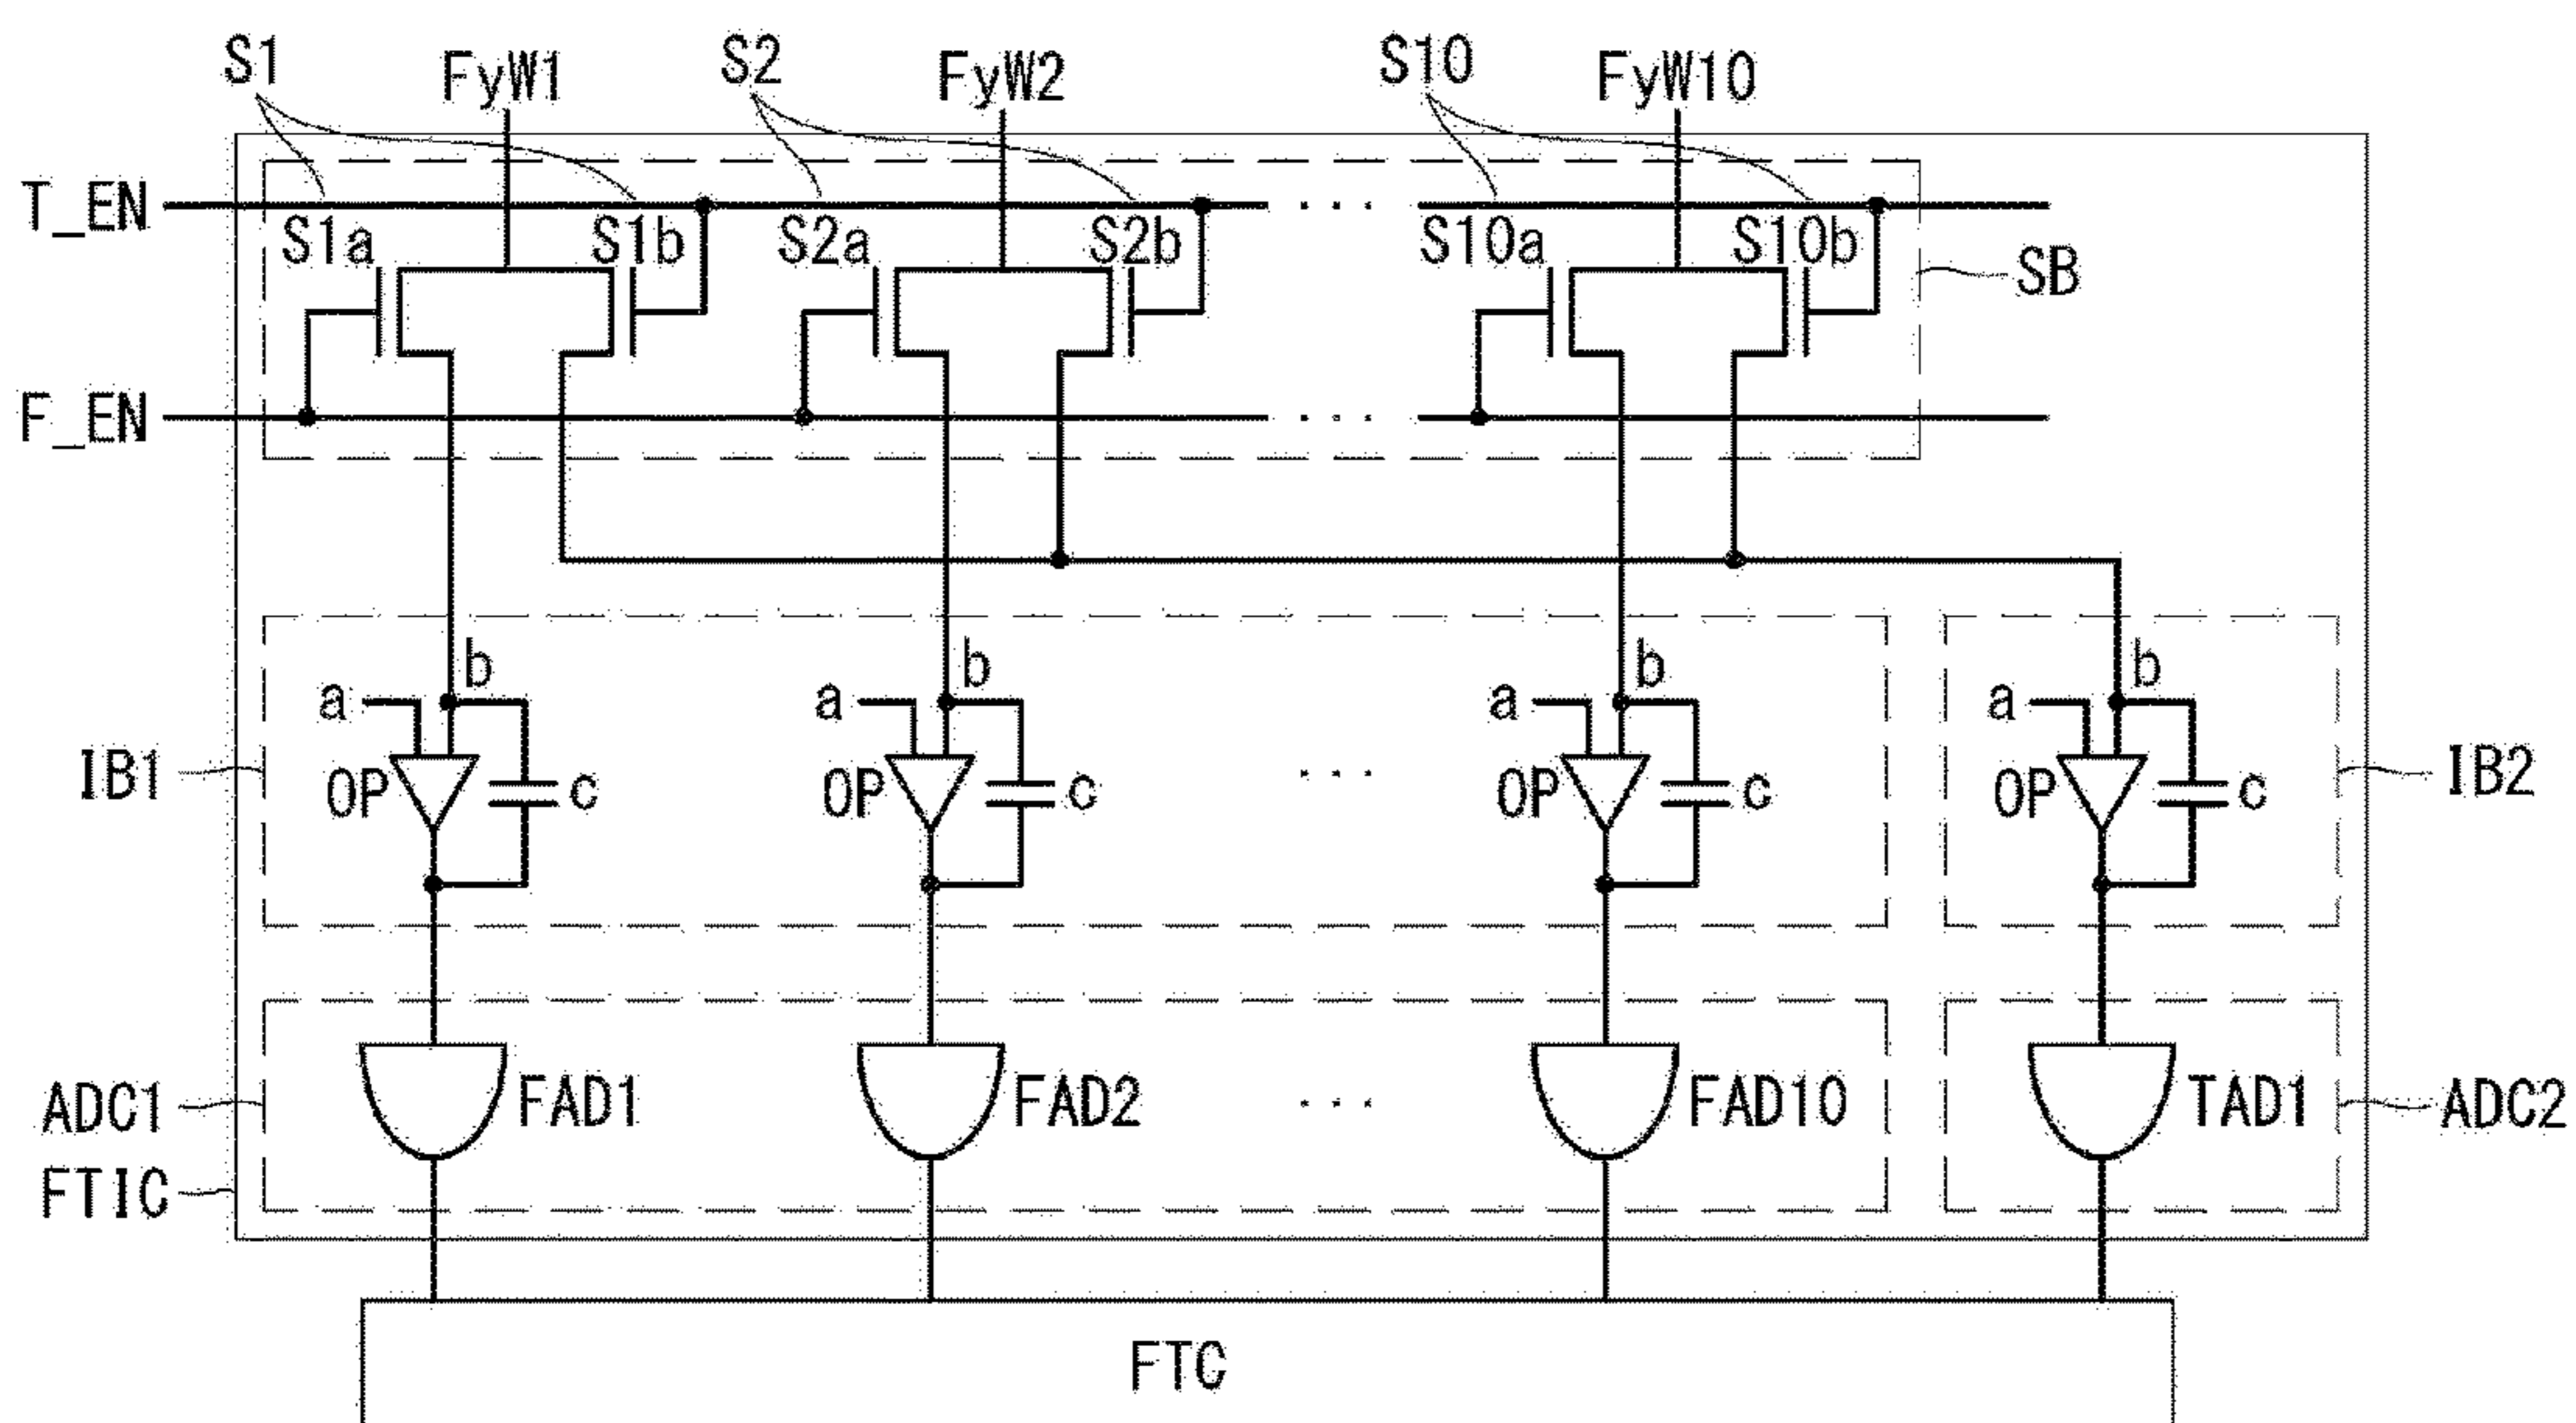 S1 FyW1 S2 FyW2 S10 FyW10
T_EN
S1a S1b S2a S2b ... S10a S10b
SB
F_EN ...
b b b b
a a a a
IB1 OP c OP c ... OP c OP c IB2
ADC1 FAD1 FAD2 ... FAD10 TAD1 ADC2
FTIC
FTC